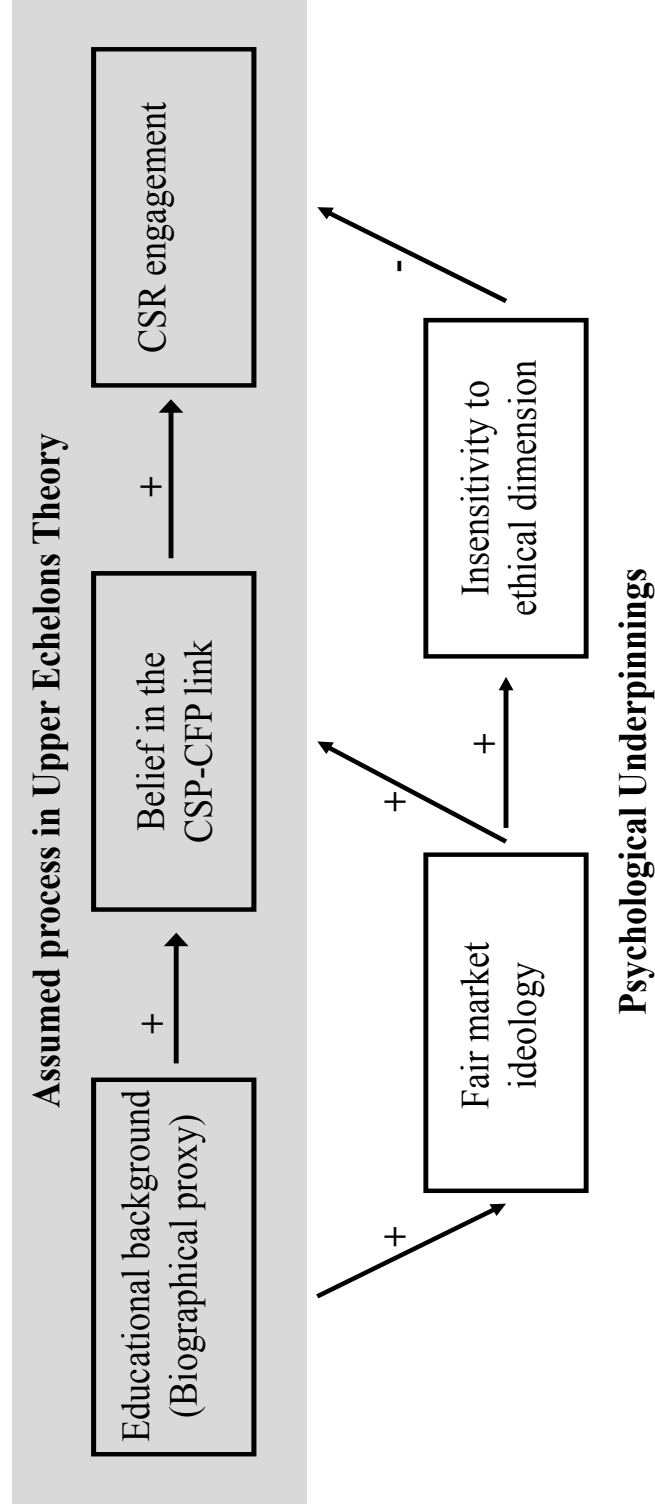 Assumed process in Upper Echelons Theory
Educational background
(Biographical proxy)
+
Belief in the
CSP-CFP link
+
CSR engagement
+
+
-
Fair market
ideology
+
Insensitivity to
ethical dimension
Psychological Underpinnings